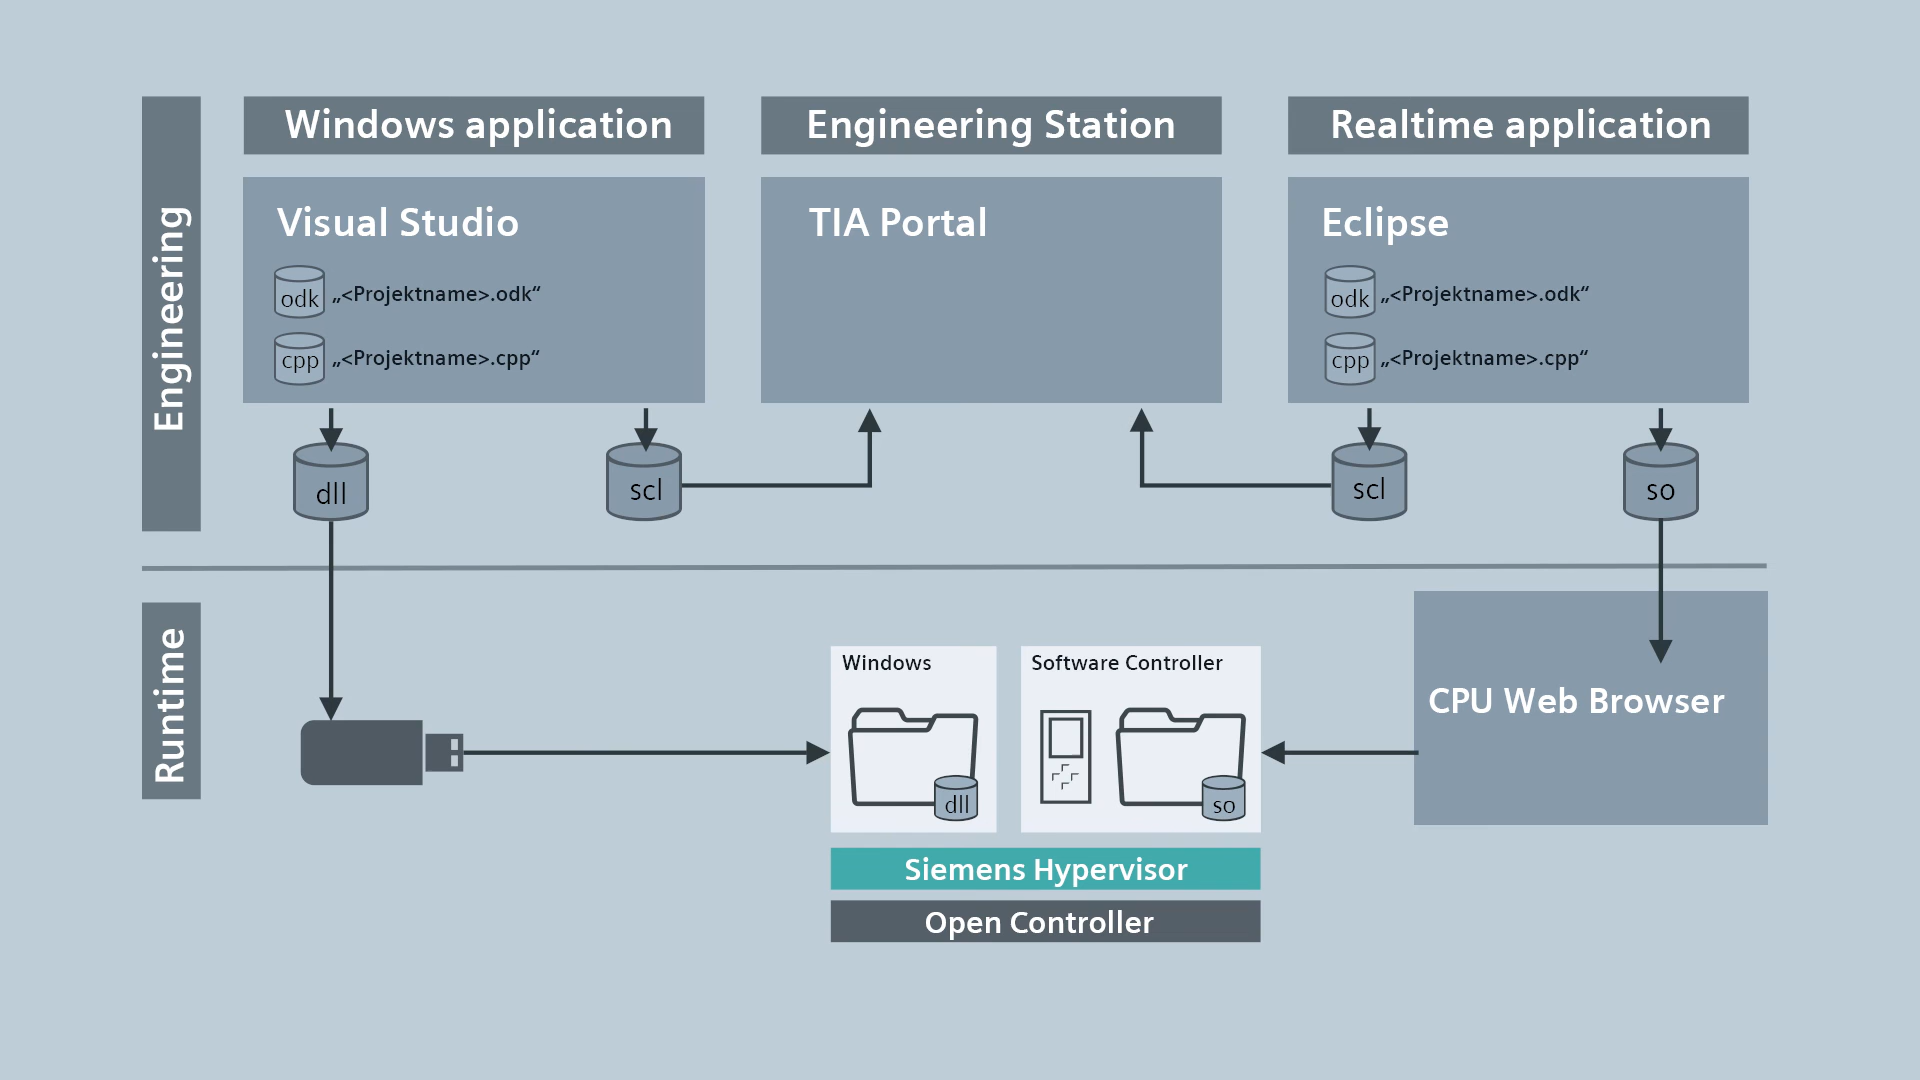 Engineering
Windows application
Visual Studio
odk „<Projektname>.odk“
cpp „<Projektname>.cpp“
dll
scl
Engineering Station
TIA Portal
Realtime application
Eclipse
odk „<Projektname>.odk“
cpp „<Projektname>.cpp“
scl
so
Runtime
Windows
dll
Software Controller
so
CPU Web Browser
Siemens Hypervisor
Open Controller